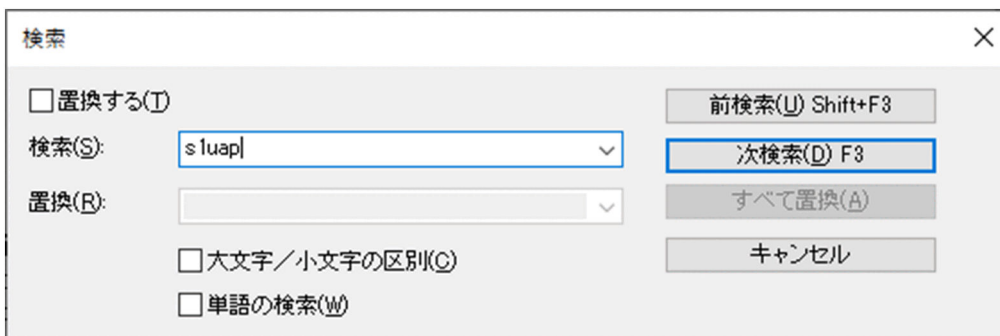 検索
置換する(T)
前検索(U) Shift+F3
検索(S):
s1uap
次検索(D) F3
置換(R):
すべて置換(A)
大文字／小文字の区別(C)
キャンセル
単語の検索(W)